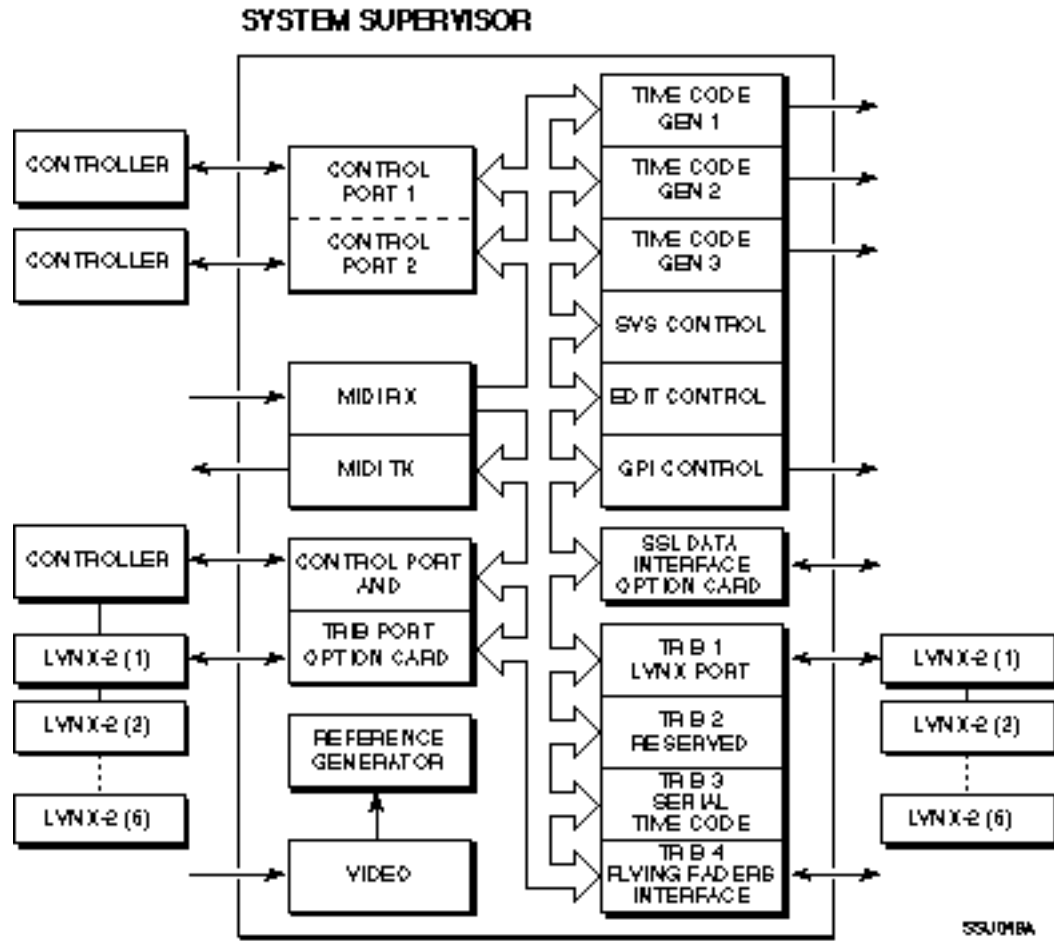 SYSTEM SUPERVISOR
CONTROLLER
CONTROLLER
CONTROL
PORT 1
CONTROL
PORT 2
MIDI RX
MIDI TX
CONTROLLER
LYNX-2 (1)
LYNX-2 (2)
LYNX-2 (6)
CONTROL PORT
AND
TRIB PORT
OPTION CARD
REFERENCE
GENERATOR
VIDEO
TIME CODE
GEN 1
TIME CODE
GEN 2
TIME CODE
GEN 3
SYS CONTROL
EDIT CONTROL
GPI CONTROL
SSL DATA
INTERFACE
OPTION CARD
TRIB 1
LYNX PORT
TRIB 2
RESERVED
TRIB 3
SERIAL
TIME CODE
TRIB 4
FLYING FADERS
INTERFACE
LYNX-2 (1)
LYNX-2 (2)
LYNX-2 (6)